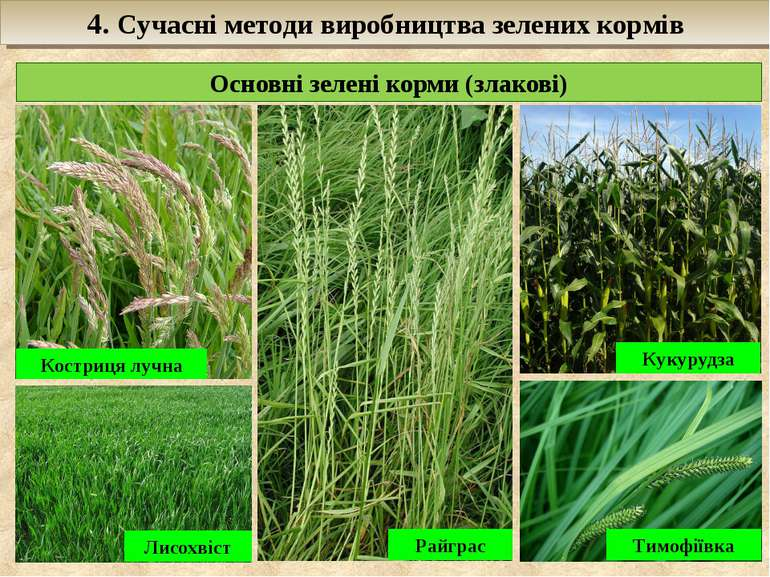 4. Сучасні методи виробництва зелених кормів
Основні зелені корми (злакові)
Костриця лучна
Кукурудза
Лисохвіст
Райграс
Тимофіївка